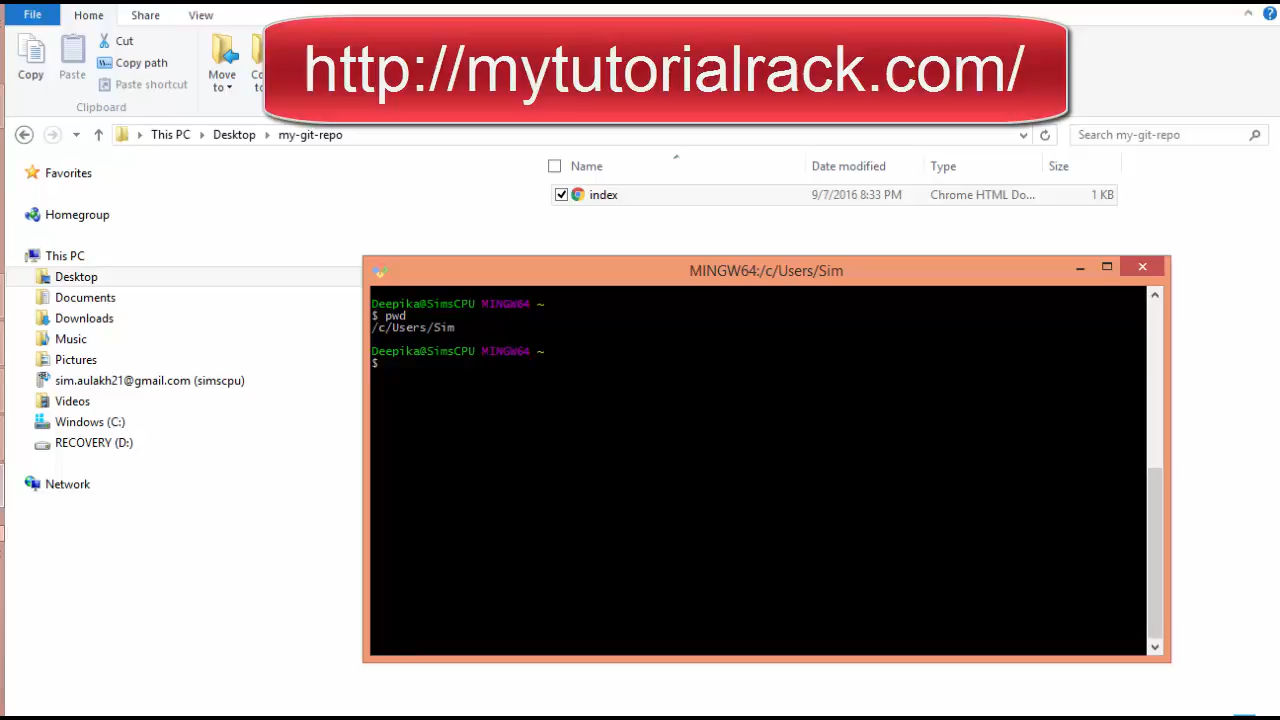 File Home Share View
http://mytutorialrack.com/
Cut
Copy path
Paste shortcut
Copy Paste Move to Co to
Clipboard
This PC Desktop my-git-repo Search my-git-repo
Favorites
Homegroup
This PC
Desktop
Documents
Downloads
Music
Pictures
sim.aulakh21@gmail.com (simscpu)
Videos
Windows (C:)
RECOVERY (D:)
Network
Name Date modified Type Size
index 9/7/2016 8:33 PM Chrome HTML Do... 1 KB
MINGW64:/c/Users/Sim
Deepika@SimsCPU MINGW64 ~
$ pwd
/c/Users/Sim
Deepika@SimsCPU MINGW64 ~
$